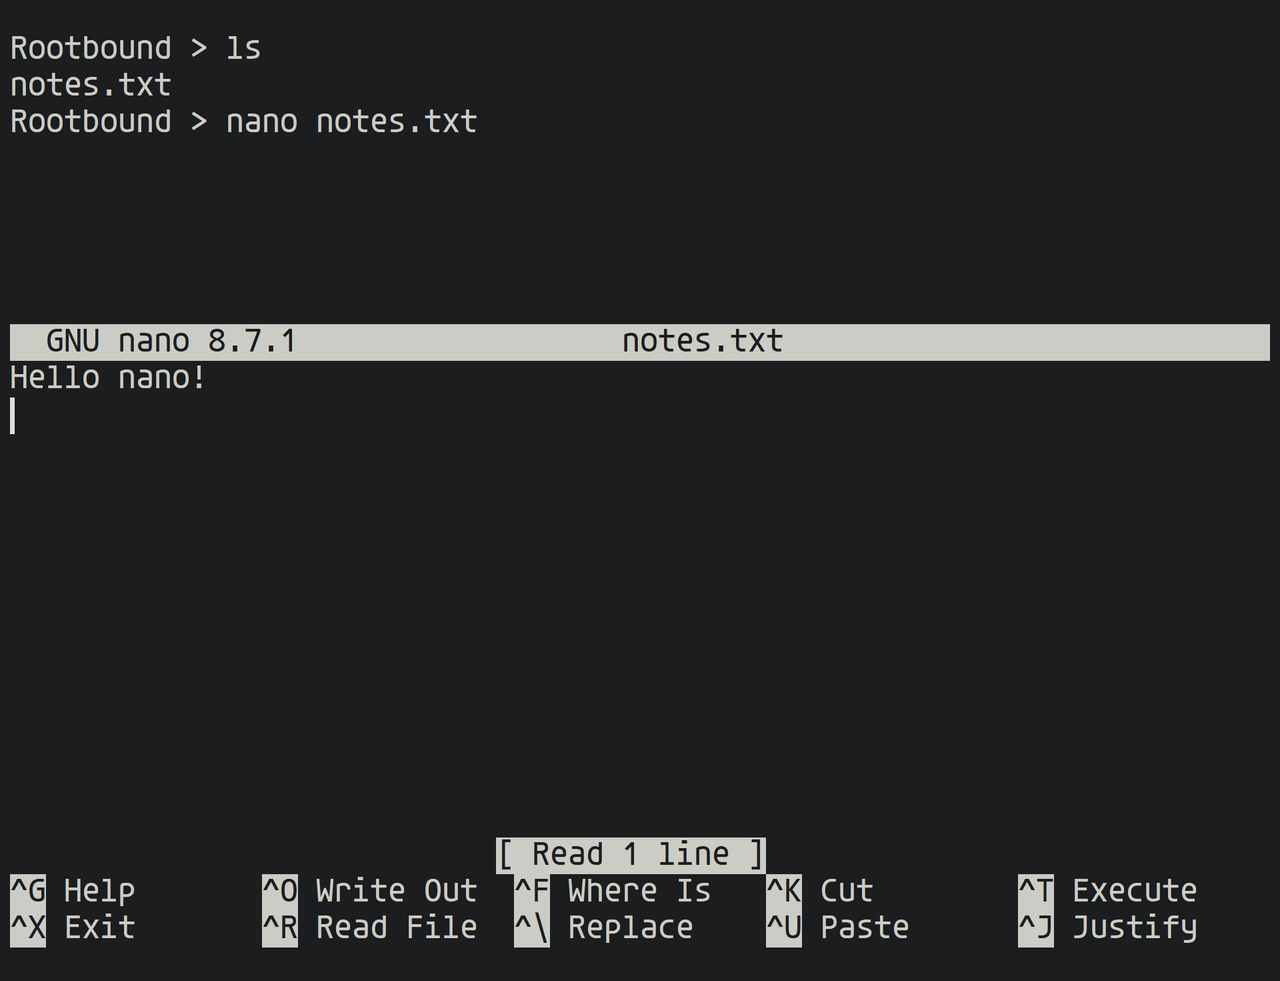 Rootbound > ls
notes.txt
Rootbound > nano notes.txt
GNU nano 8.7.1 notes.txt
Hello nano!
[ Read 1 line ]
^G Help ^O Write Out ^F Where Is ^K Cut ^T Execute
^X Exit ^R Read File ^\ Replace ^U Paste ^J Justify